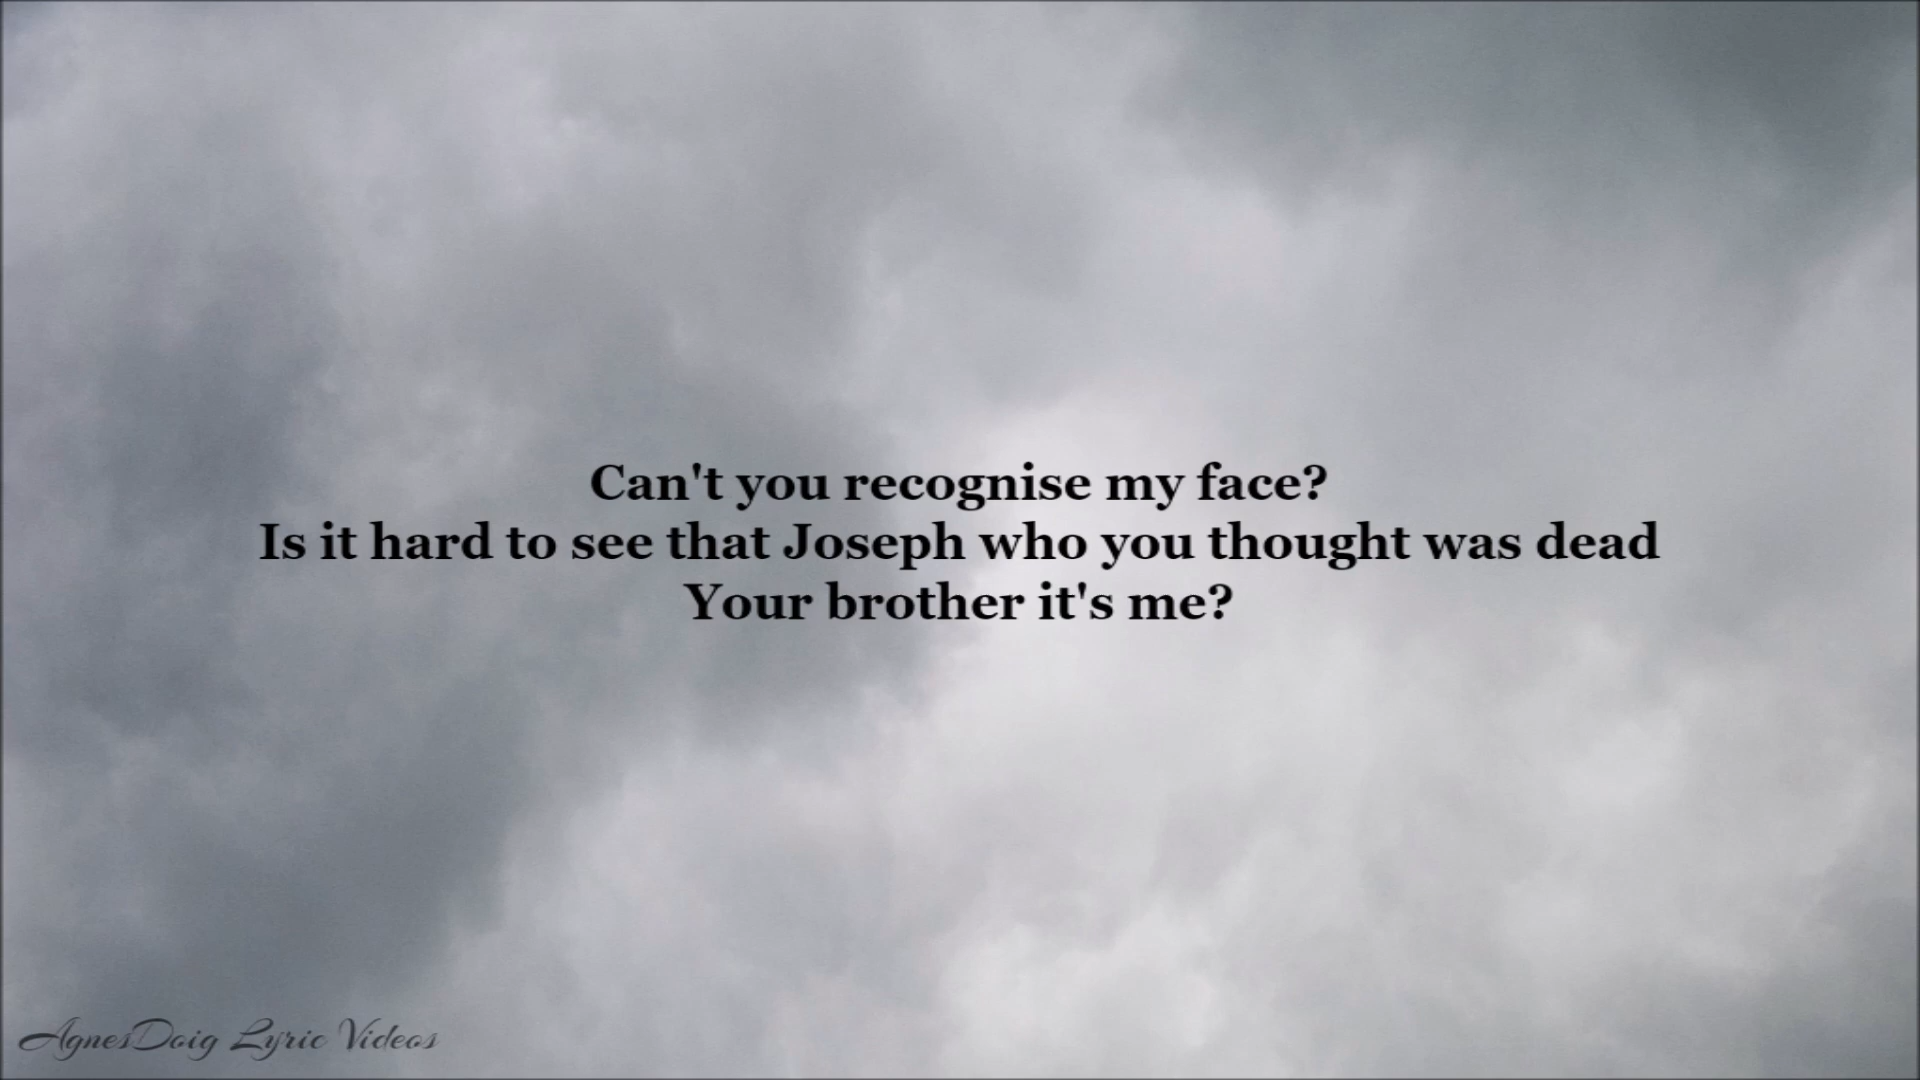 Can't you recognise my face?
Is it hard to see that Joseph who you thought was dead
Your brother it's me?
AgnesDoig Lyric Videos